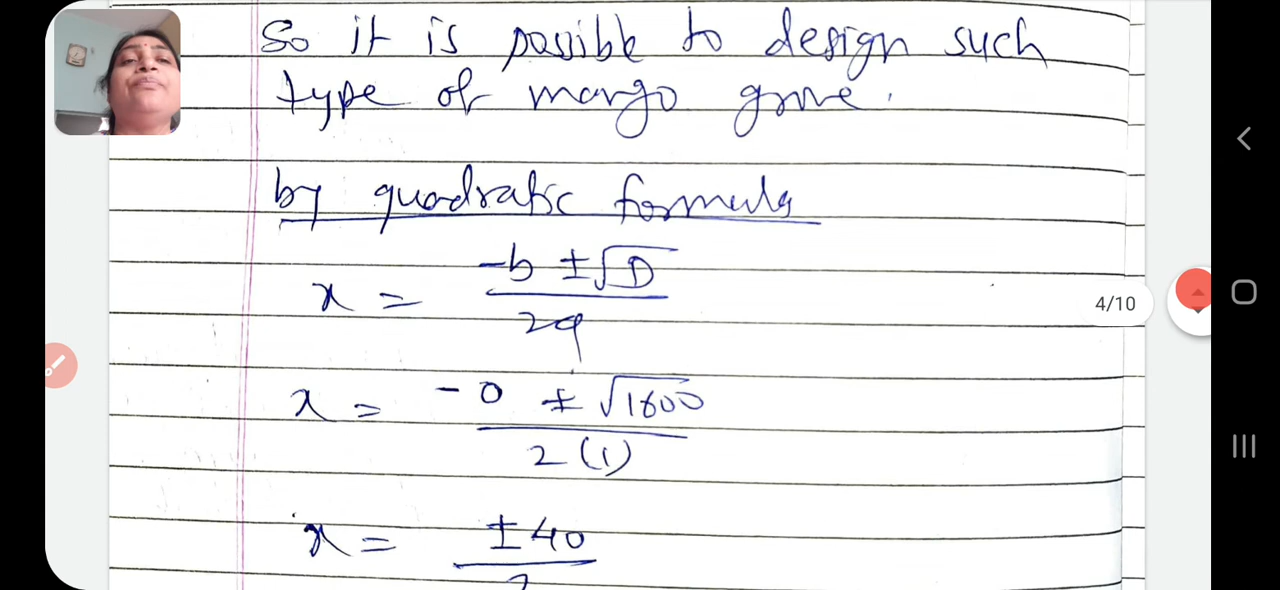 So it is possible to design such
type of mango grove.
by quadratic formula
x = -b ± √D / 2a
4/10
x = -0 ± √1600 / 2 (1)
x = ± 40 / 2